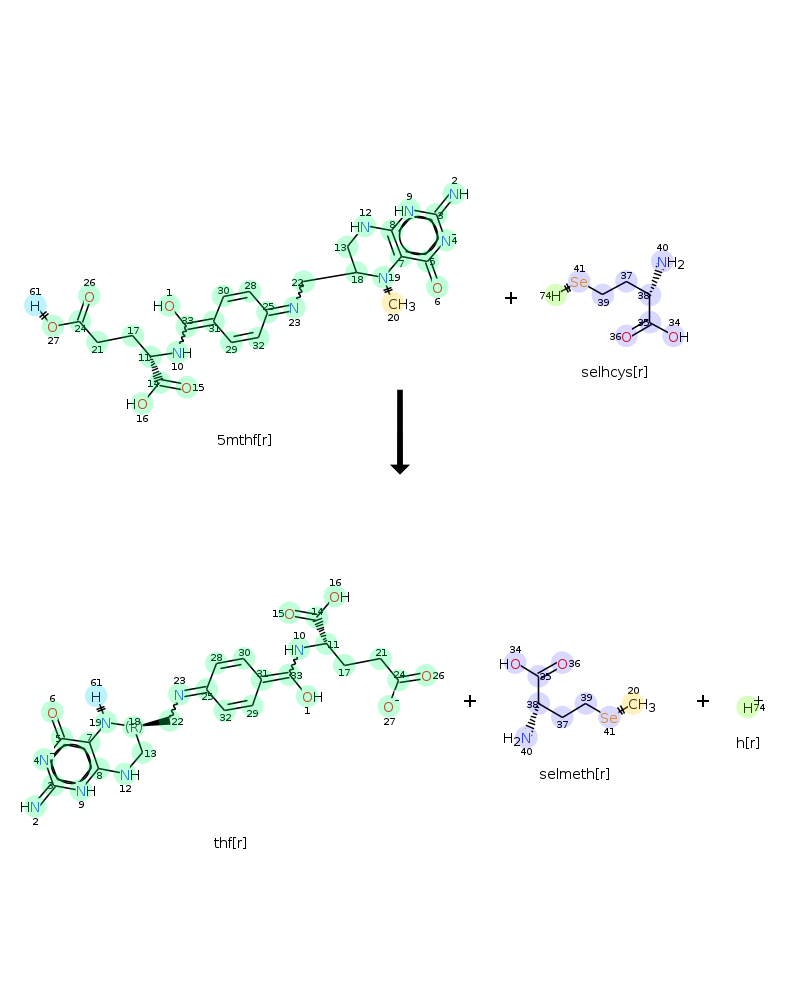 2
9
NH
12
HN
3
HN
8
N
-
4
13
7
5
41
40
22
19
Se
37
NH2
18
N
6
O
61
26
28
74
H
39
38
H
O
1
30
23
N
CH3
20
+
HO
25
36
O
35
34
OH
27
O
24
17
33
31
21
29
32
11
NH
10
selhcys[r]
14
O
15
HO
16
5mthf[r]
16
14
OH
15
O
10
HN
11
21
34
36
30
17
HO
O
28
31
24
O
26
35
23
33
20
6
61
N
25
39
CH3
O
H
OH
O
-
38
+
+
H
+
74
19
N
18
(R)
22
32
29
1
27
37
Se
41
5
7
13
H2N
h[r]
4
N
-
8
NH
40
3
12
NH
selmeth[r]
HN
9
2
thf[r]